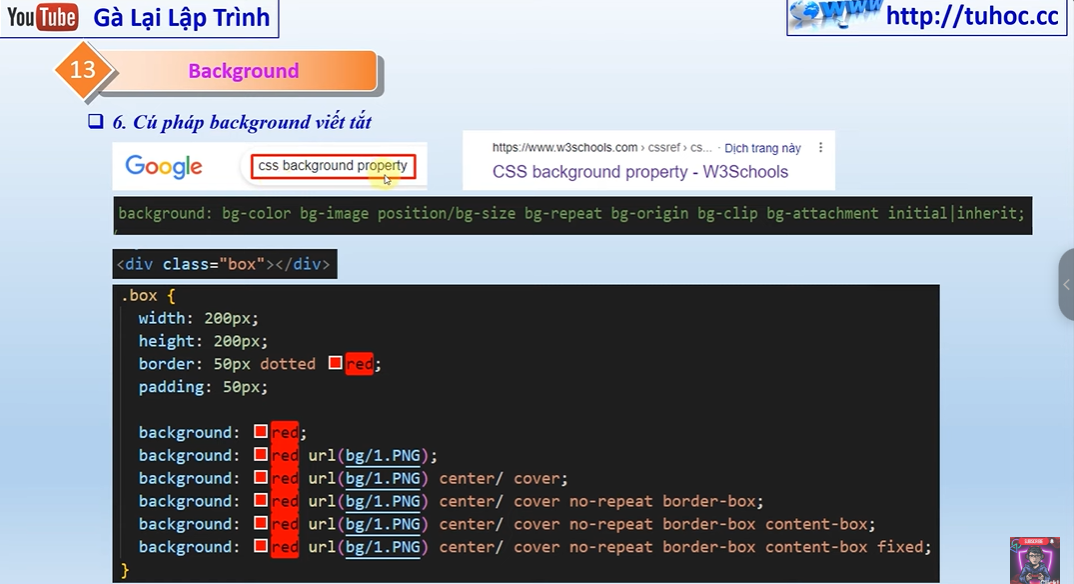 YouTube Gà Lại Lập Trình
WWW http://tuhoc.cc
13 Background
6. Cú pháp background viết tắt
Google css background property
https://www.w3schools.com › cssref › cs... · Dịch trang này
CSS background property - W3Schools
background: bg-color bg-image position/bg-size bg-repeat bg-origin bg-clip bg-attachment initial|inherit;
<div class="box"></div>
.box {
width: 200px;
height: 200px;
border: 50px dotted red;
padding: 50px;
background: red;
background: red url(bg/1.PNG);
background: red url(bg/1.PNG) center/ cover;
background: red url(bg/1.PNG) center/ cover no-repeat border-box;
background: red url(bg/1.PNG) center/ cover no-repeat border-box content-box;
background: red url(bg/1.PNG) center/ cover no-repeat border-box content-box fixed;
}
SUBSCRIBE